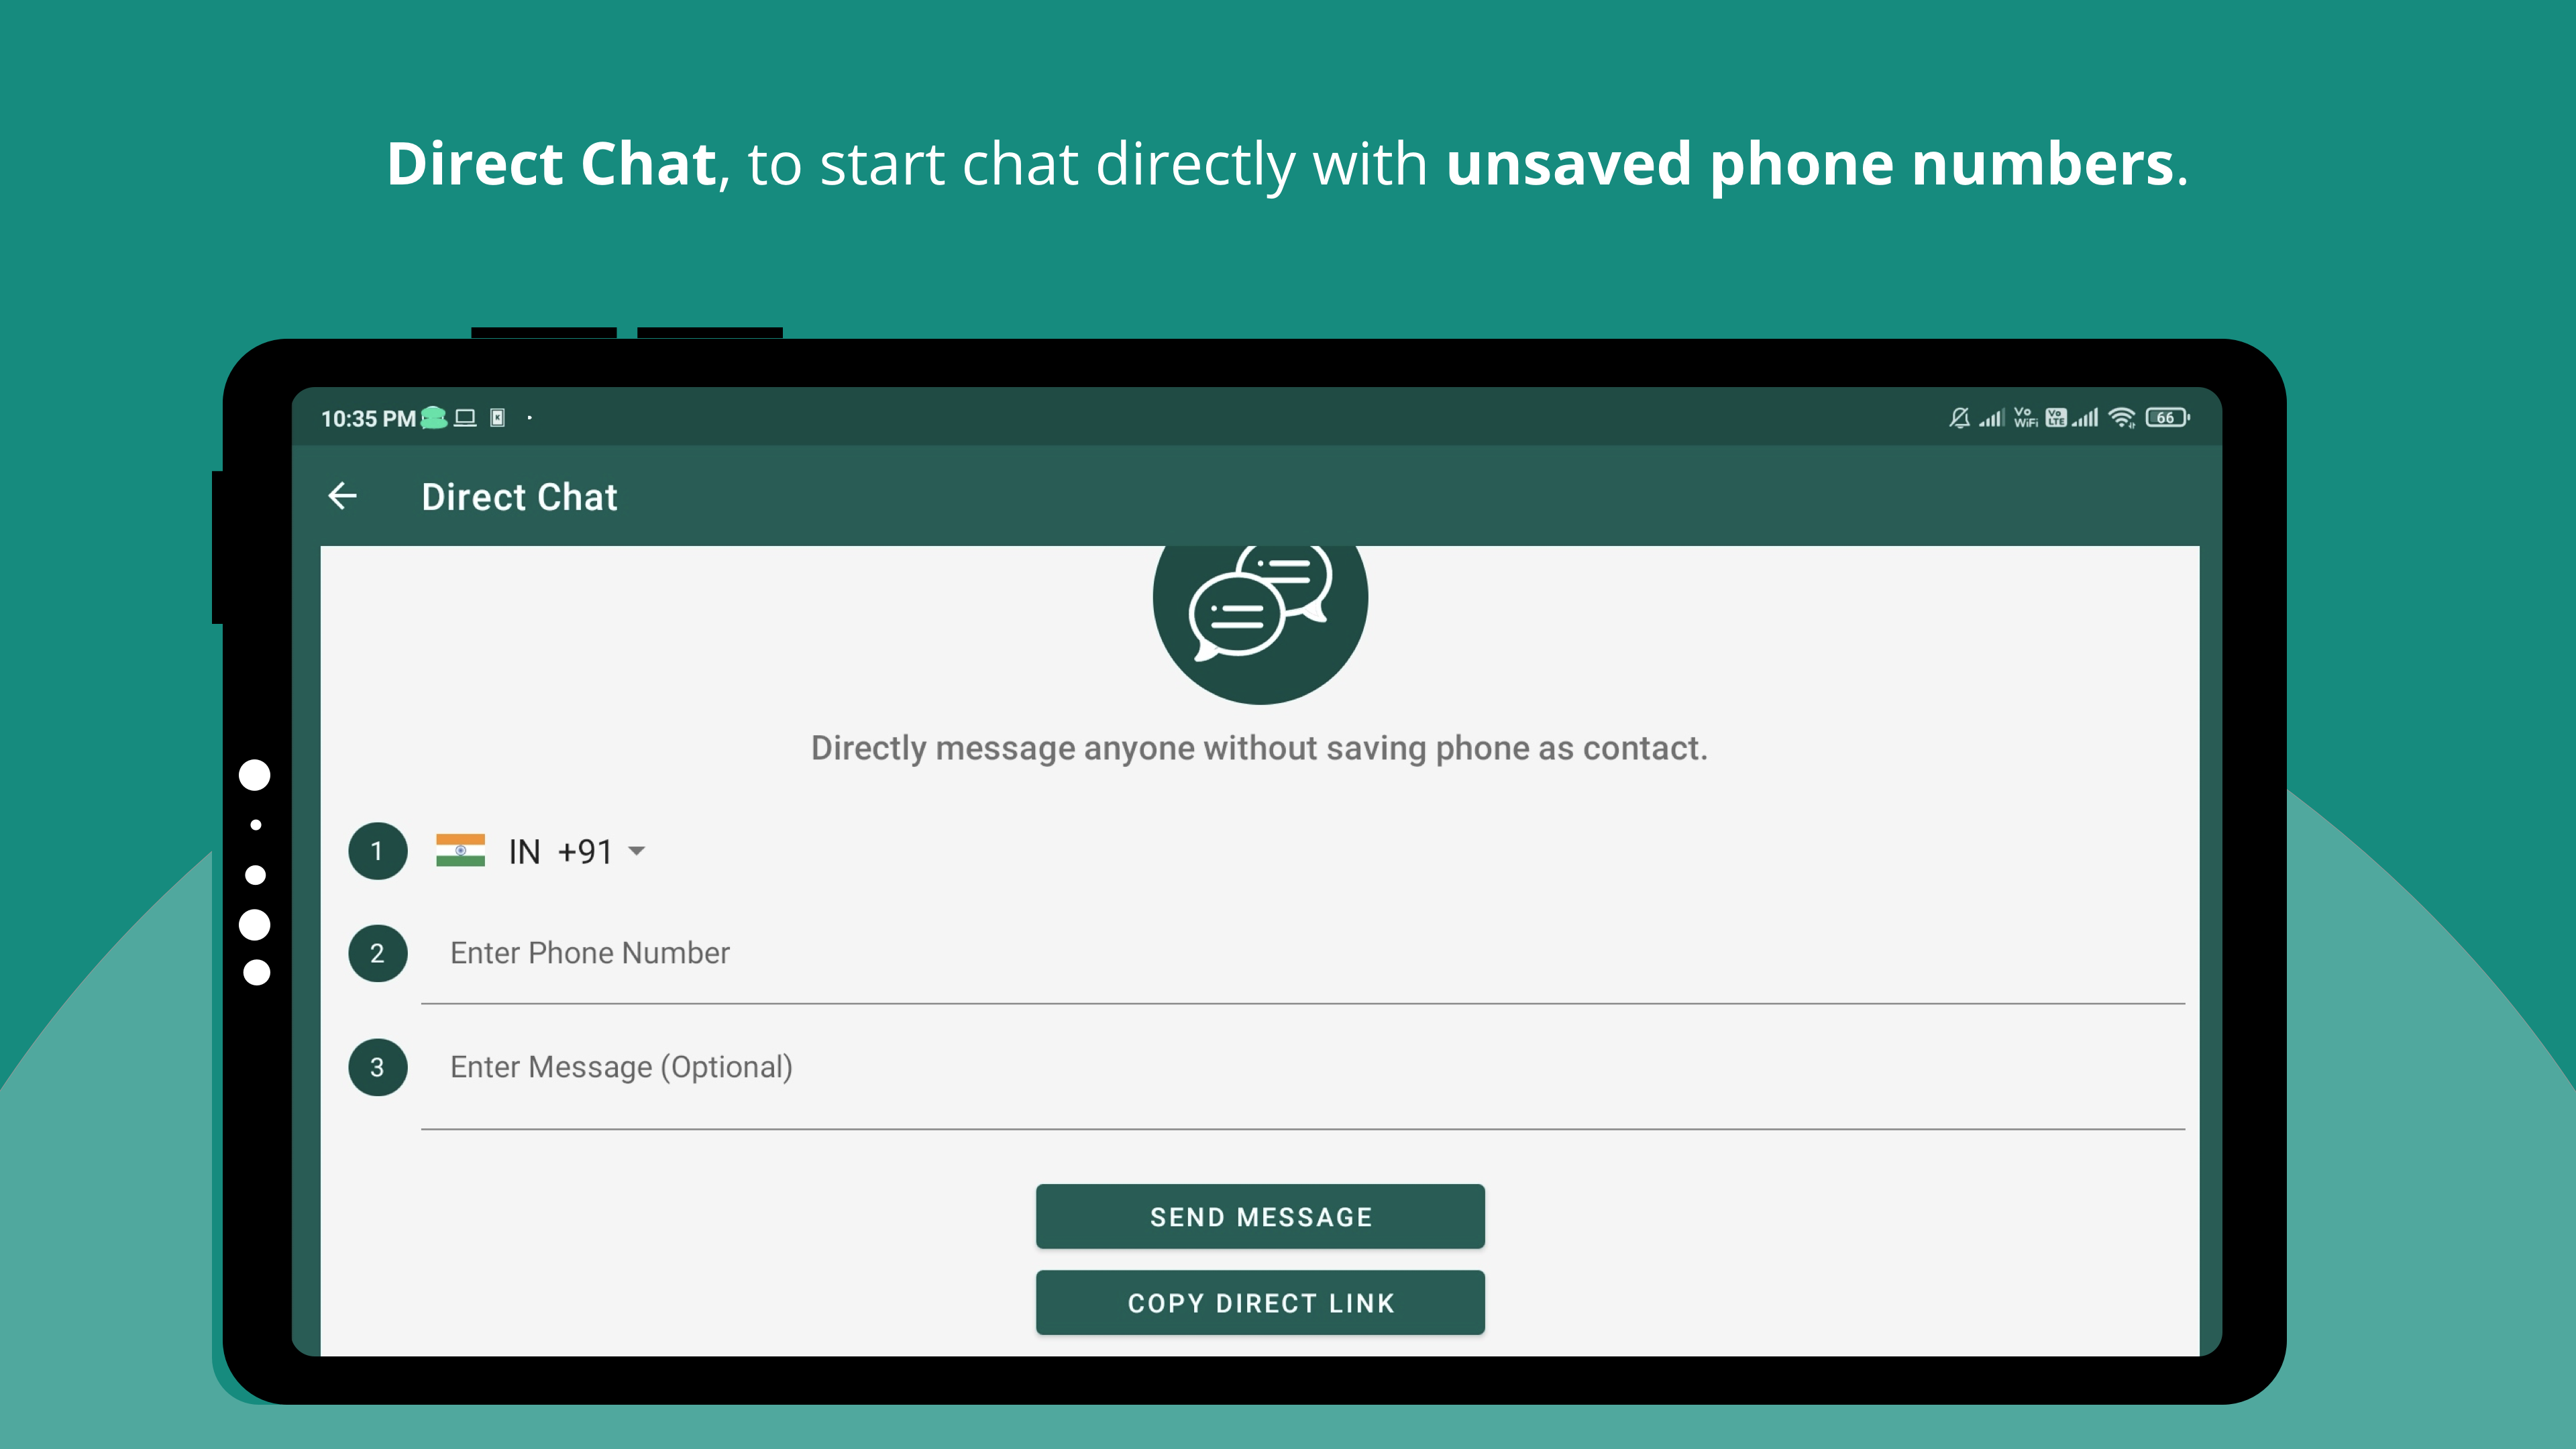 Direct Chat, to start chat directly with unsaved phone numbers.
10:35 PM
Vo WiFi
Vo LTE
66
Direct Chat
Directly message anyone without saving phone as contact.
1 IN +91
2 Enter Phone Number
3 Enter Message (Optional)
SEND MESSAGE
COPY DIRECT LINK